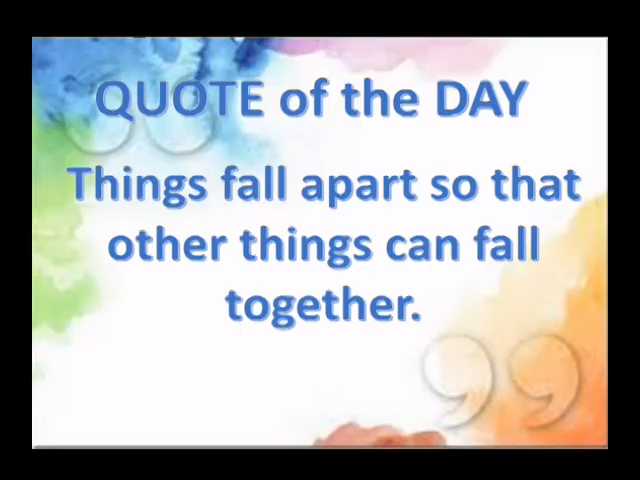 QUOTE of the DAY
Things fall apart so that
other things can fall
together.